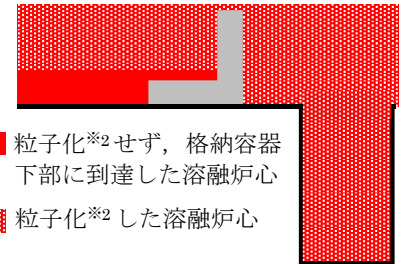 粒子化※2せず，格納容器
下部に到達した溶融炉心
粒子化※2した溶融炉心